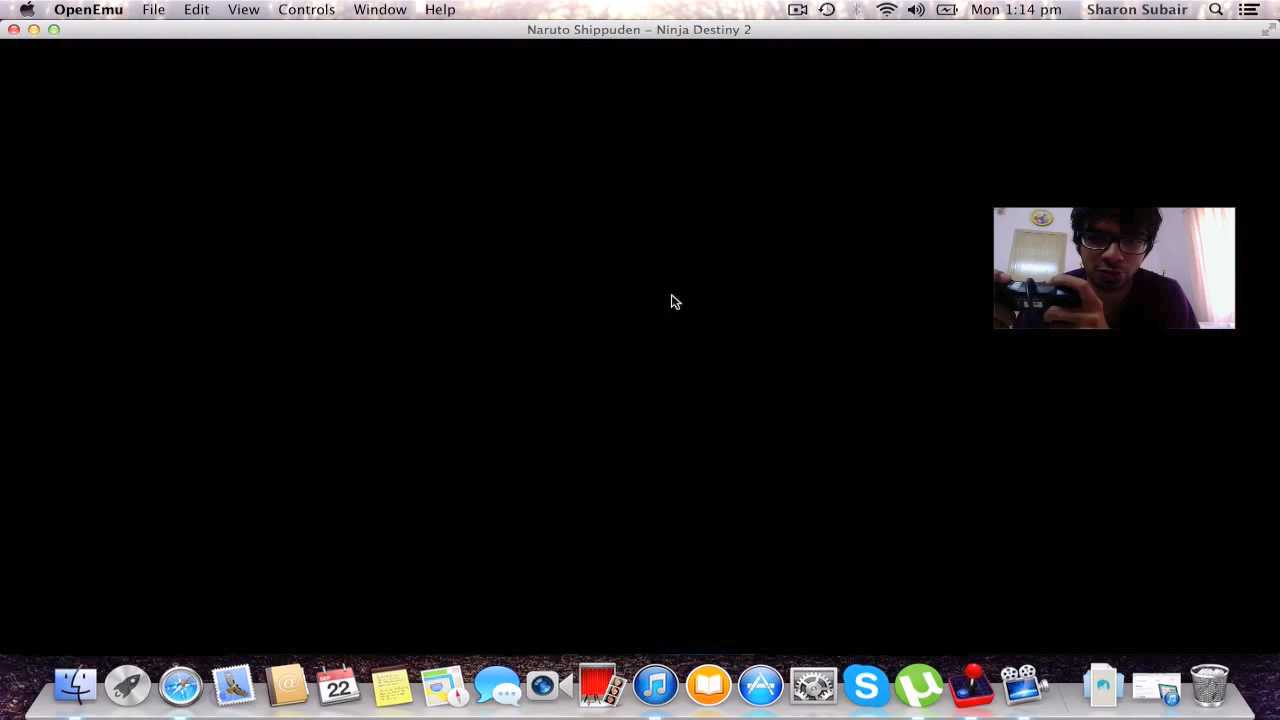 OpenEmu File Edit View Controls Window Help Mon 1:14 pm Sharon Subair
Naruto Shippuden – Ninja Destiny 2
SEP
22